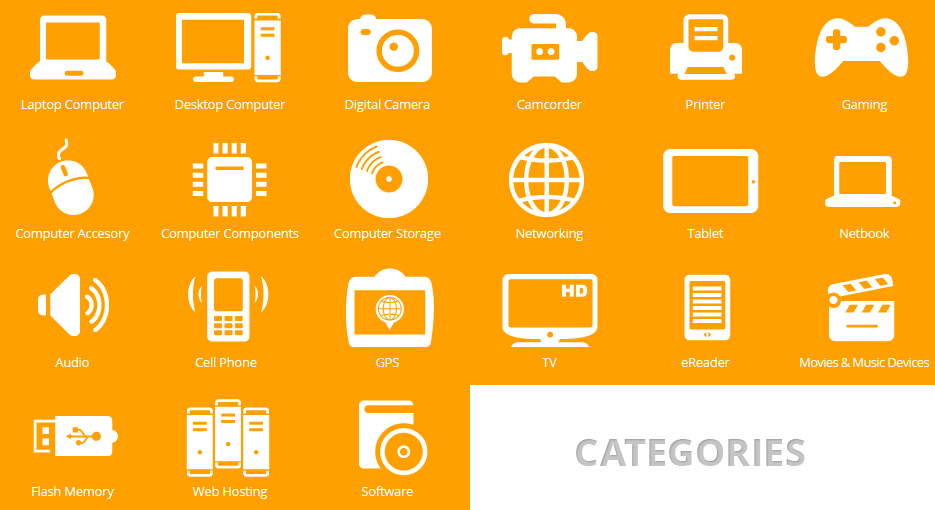 Laptop Computer
Desktop Computer
Digital Camera
Camcorder
Printer
Gaming
Computer Accesory
Computer Components
Computer Storage
Networking
Tablet
Netbook
HD
Audio
Cell Phone
GPS
TV
eReader
Movies & Music Devices
CATEGORIES
Flash Memory
Web Hosting
Software